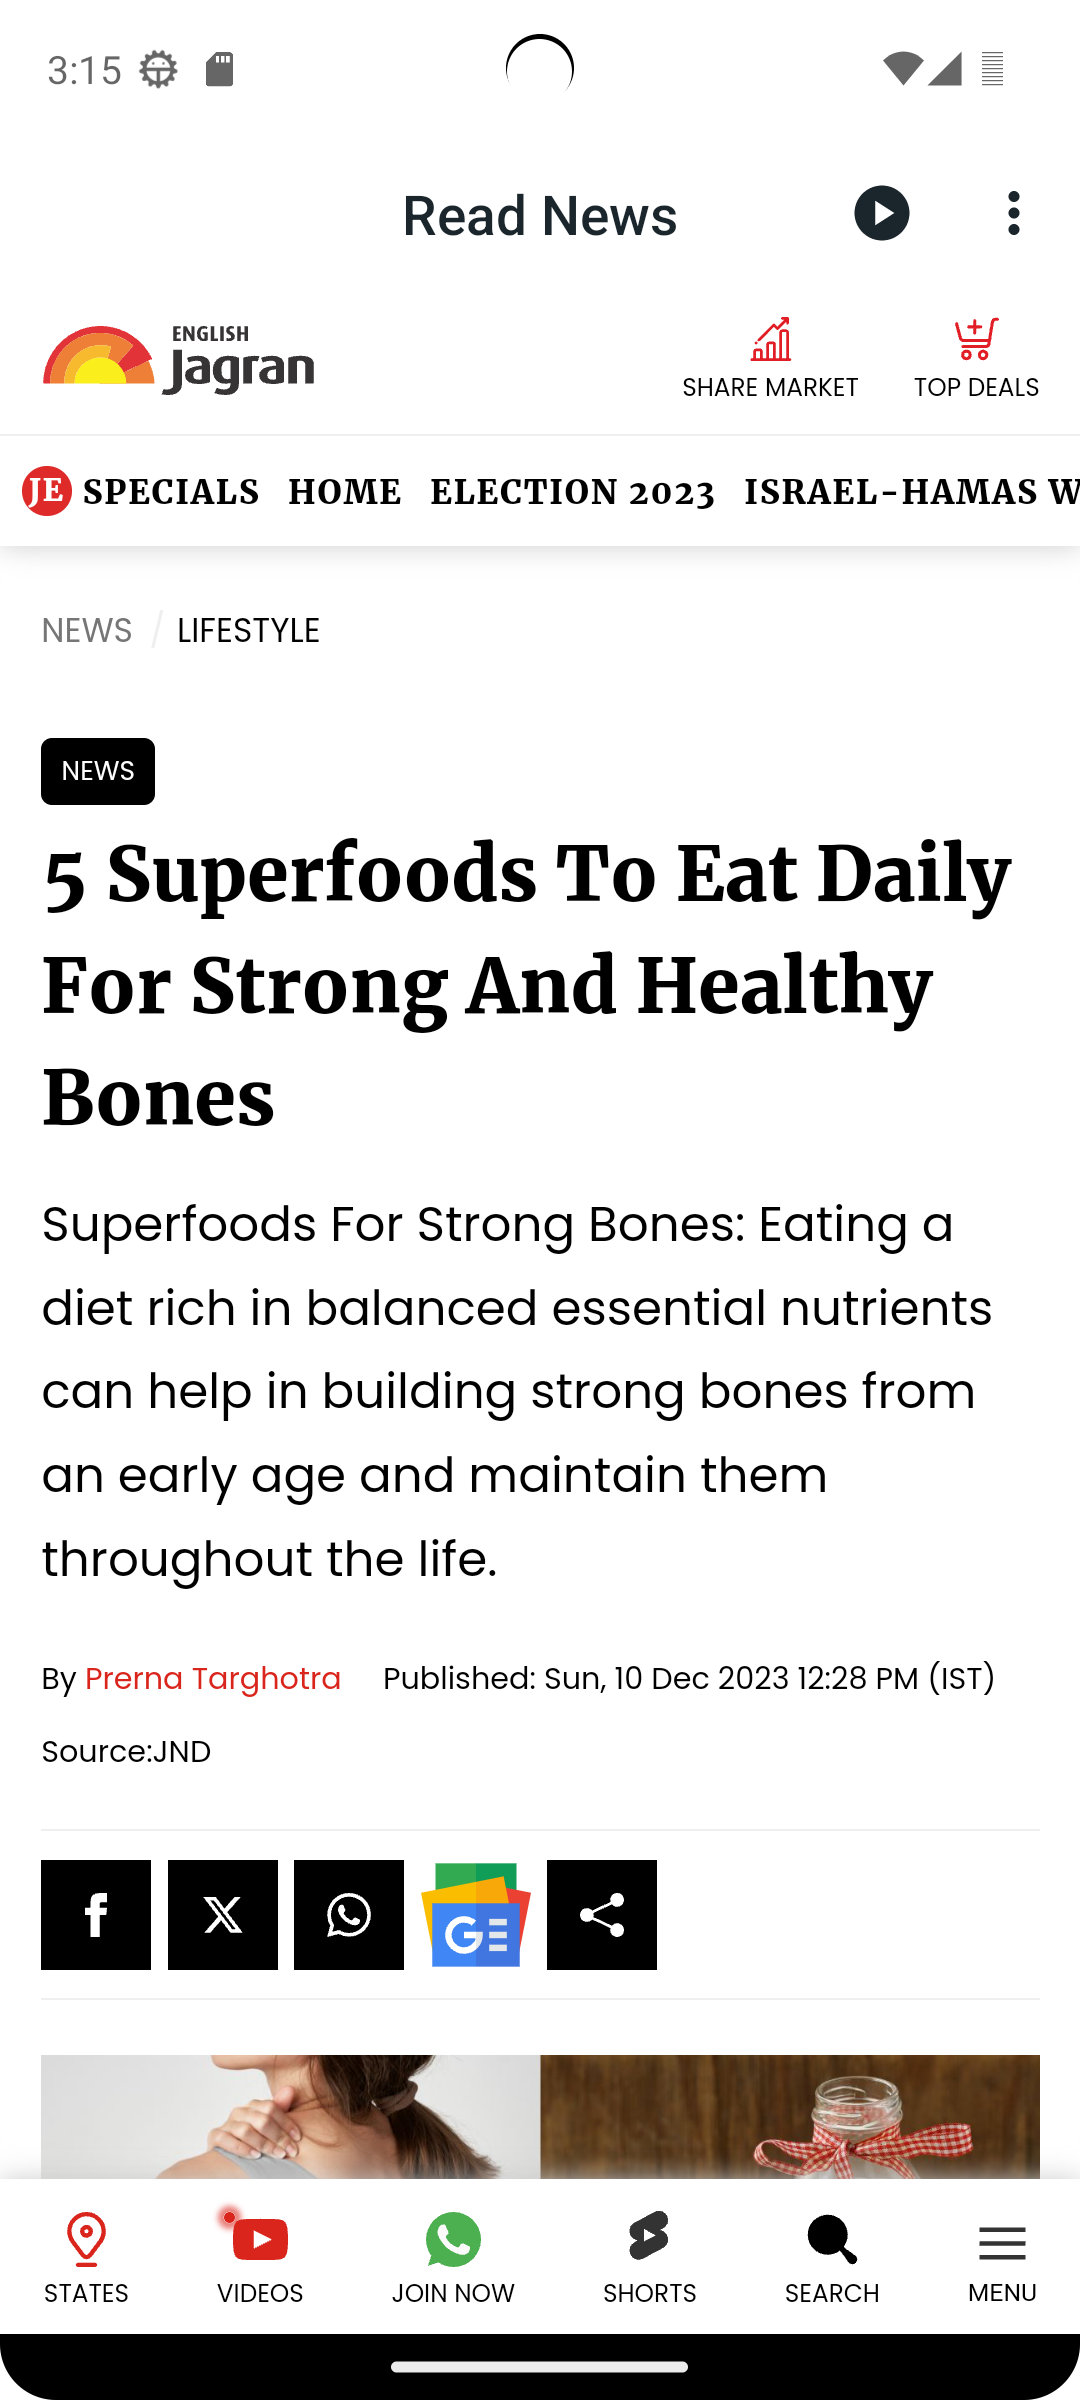 3:15
Read News
ENGLISH
Jagran
SHARE MARKET
TOP DEALS
JE SPECIALS HOME ELECTION 2023 ISRAEL-HAMAS W
NEWS / LIFESTYLE
NEWS
5 Superfoods To Eat Daily
For Strong And Healthy
Bones
Superfoods For Strong Bones: Eating a
diet rich in balanced essential nutrients
can help in building strong bones from
an early age and maintain them
throughout the life.
By Prerna Targhotra Published: Sun, 10 Dec 2023 12:28 PM (IST)
Source:JND
STATES VIDEOS JOIN NOW SHORTS SEARCH MENU